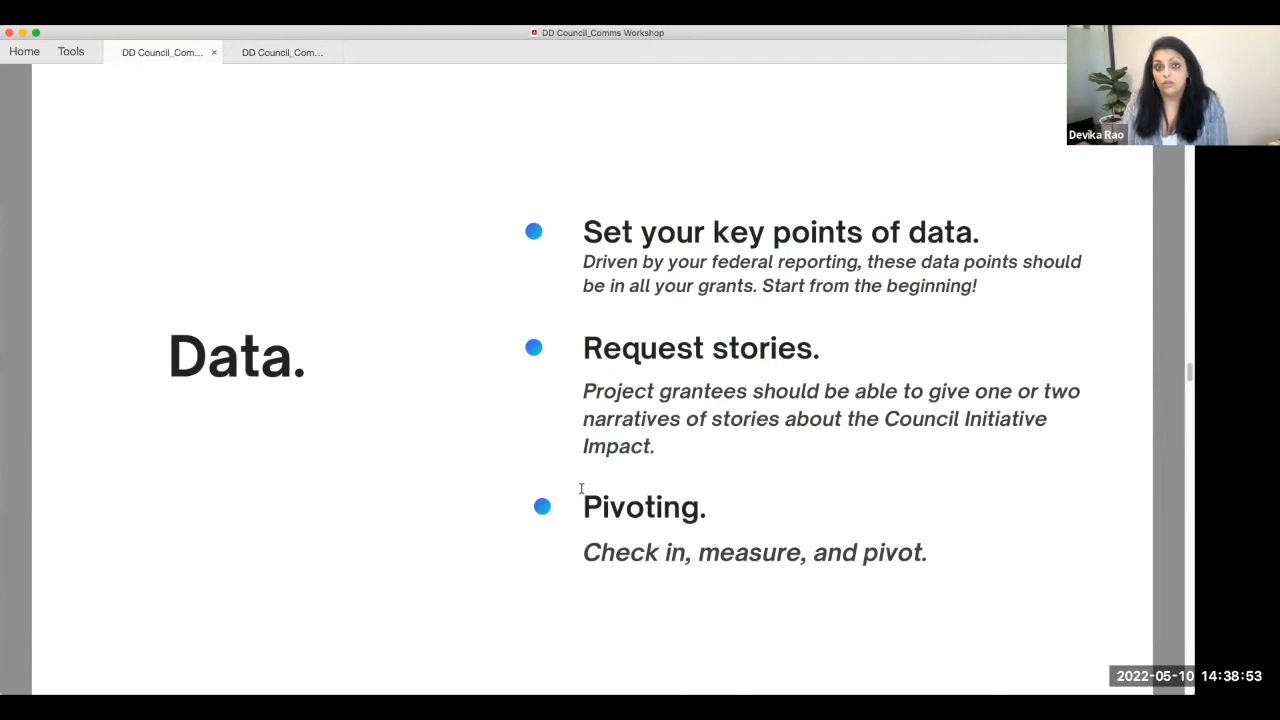 DD Council_Comms Workshop
Home Tools DD Council_Com... × DD Council_Com...
Devika Rao
Data.
Set your key points of data.
Driven by your federal reporting, these data points should
be in all your grants. Start from the beginning!
Request stories.
Project grantees should be able to give one or two
narratives of stories about the Council Initiative
Impact.
Pivoting.
Check in, measure, and pivot.
2022-05-10 14:38:53